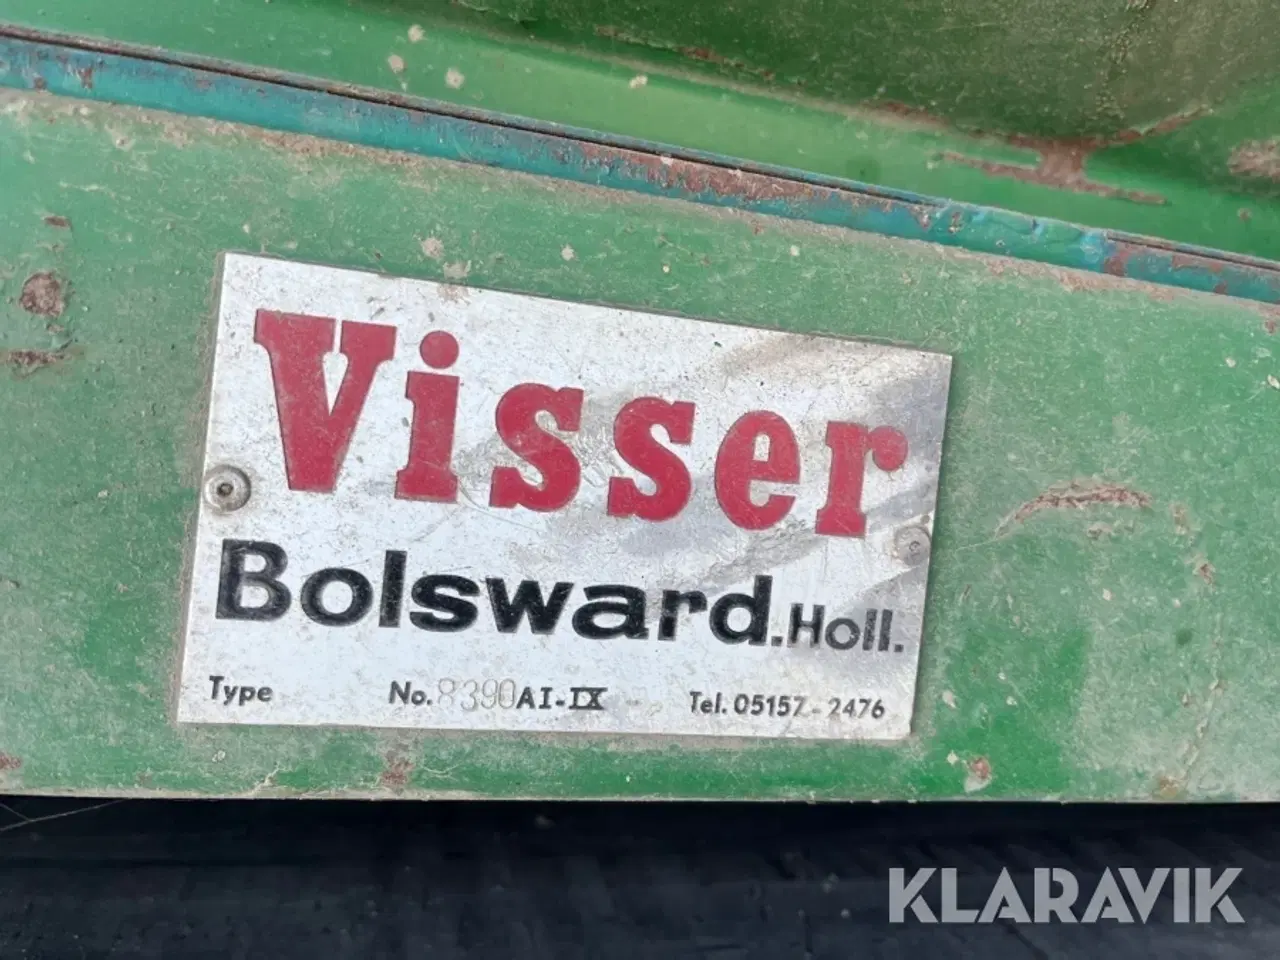 Visser
Bolsward.Holl.
Type No.8390AI-IX Tel. 05157-2476
KLARAVIK